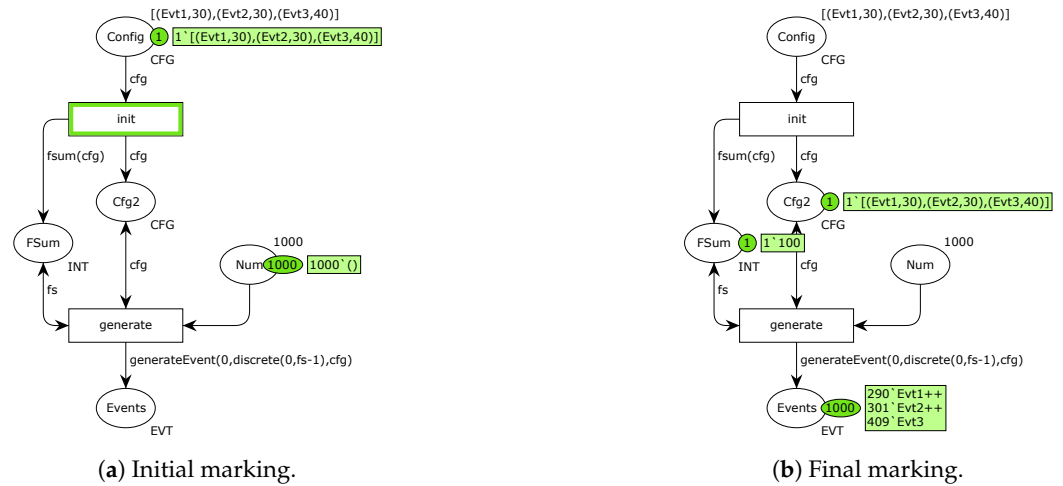 [(Evt1,30),(Evt2,30),(Evt3,40)]
Config
1
1`[(Evt1,30),(Evt2,30),(Evt3,40)]
CFG
cfg
init
fsum(cfg)
cfg
Cfg2
CFG
FSum
INT
1000
Num
1000
1000`()
cfg
fs
generate
generateEvent(0,discrete(0,fs-1),cfg)
Events
EVT
(a) Initial marking.
[(Evt1,30),(Evt2,30),(Evt3,40)]
Config
CFG
cfg
init
fsum(cfg)
cfg
Cfg2
1
1`[(Evt1,30),(Evt2,30),(Evt3,40)]
CFG
FSum
1
1`100
INT
1000
Num
cfg
fs
generate
generateEvent(0,discrete(0,fs-1),cfg)
Events
1000
290`Evt1++
301`Evt2++
409`Evt3
EVT
(b) Final marking.